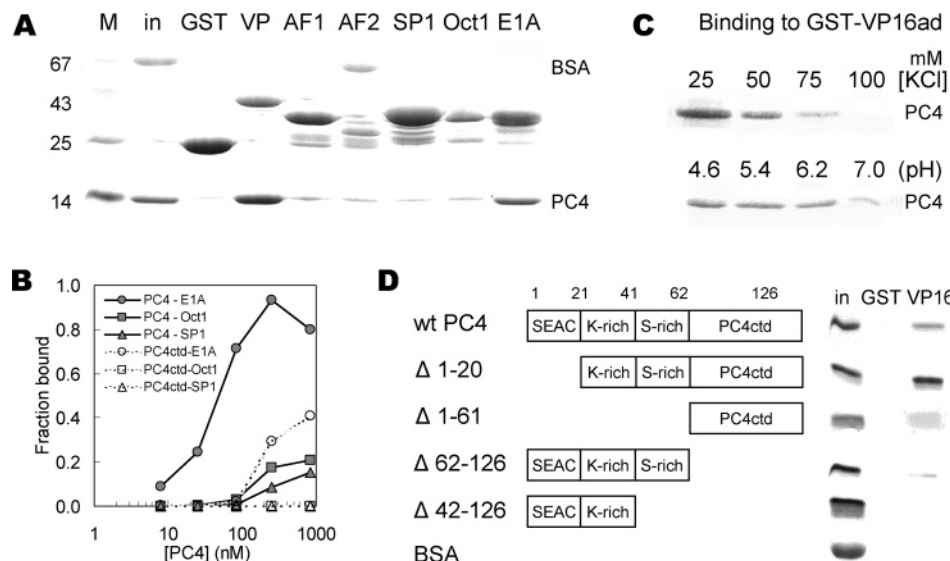 A
M in GST VP AF1 AF2 SP1 Oct1 E1A
67 BSA
43
25
14 PC4
C Binding to GST-VP16ad
mM
25 50 75 100 [KCl]
PC4
4.6 5.4 6.2 7.0 (pH)
PC4
B
Fraction bound
1.0
0.8
0.6
0.4
0.2
0.0
PC4 - E1A
PC4 - Oct1
PC4 - SP1
PC4ctd-E1A
PC4ctd-Oct1
PC4ctd-SP1
1 10 100 1000
[PC4] (nM)
D
1 21 41 62 126 in GST VP16
wt PC4 SEAC K-rich S-rich PC4ctd
Δ 1-20 K-rich S-rich PC4ctd
Δ 1-61 PC4ctd
Δ 62-126 SEAC K-rich S-rich
Δ 42-126 SEAC K-rich
BSA